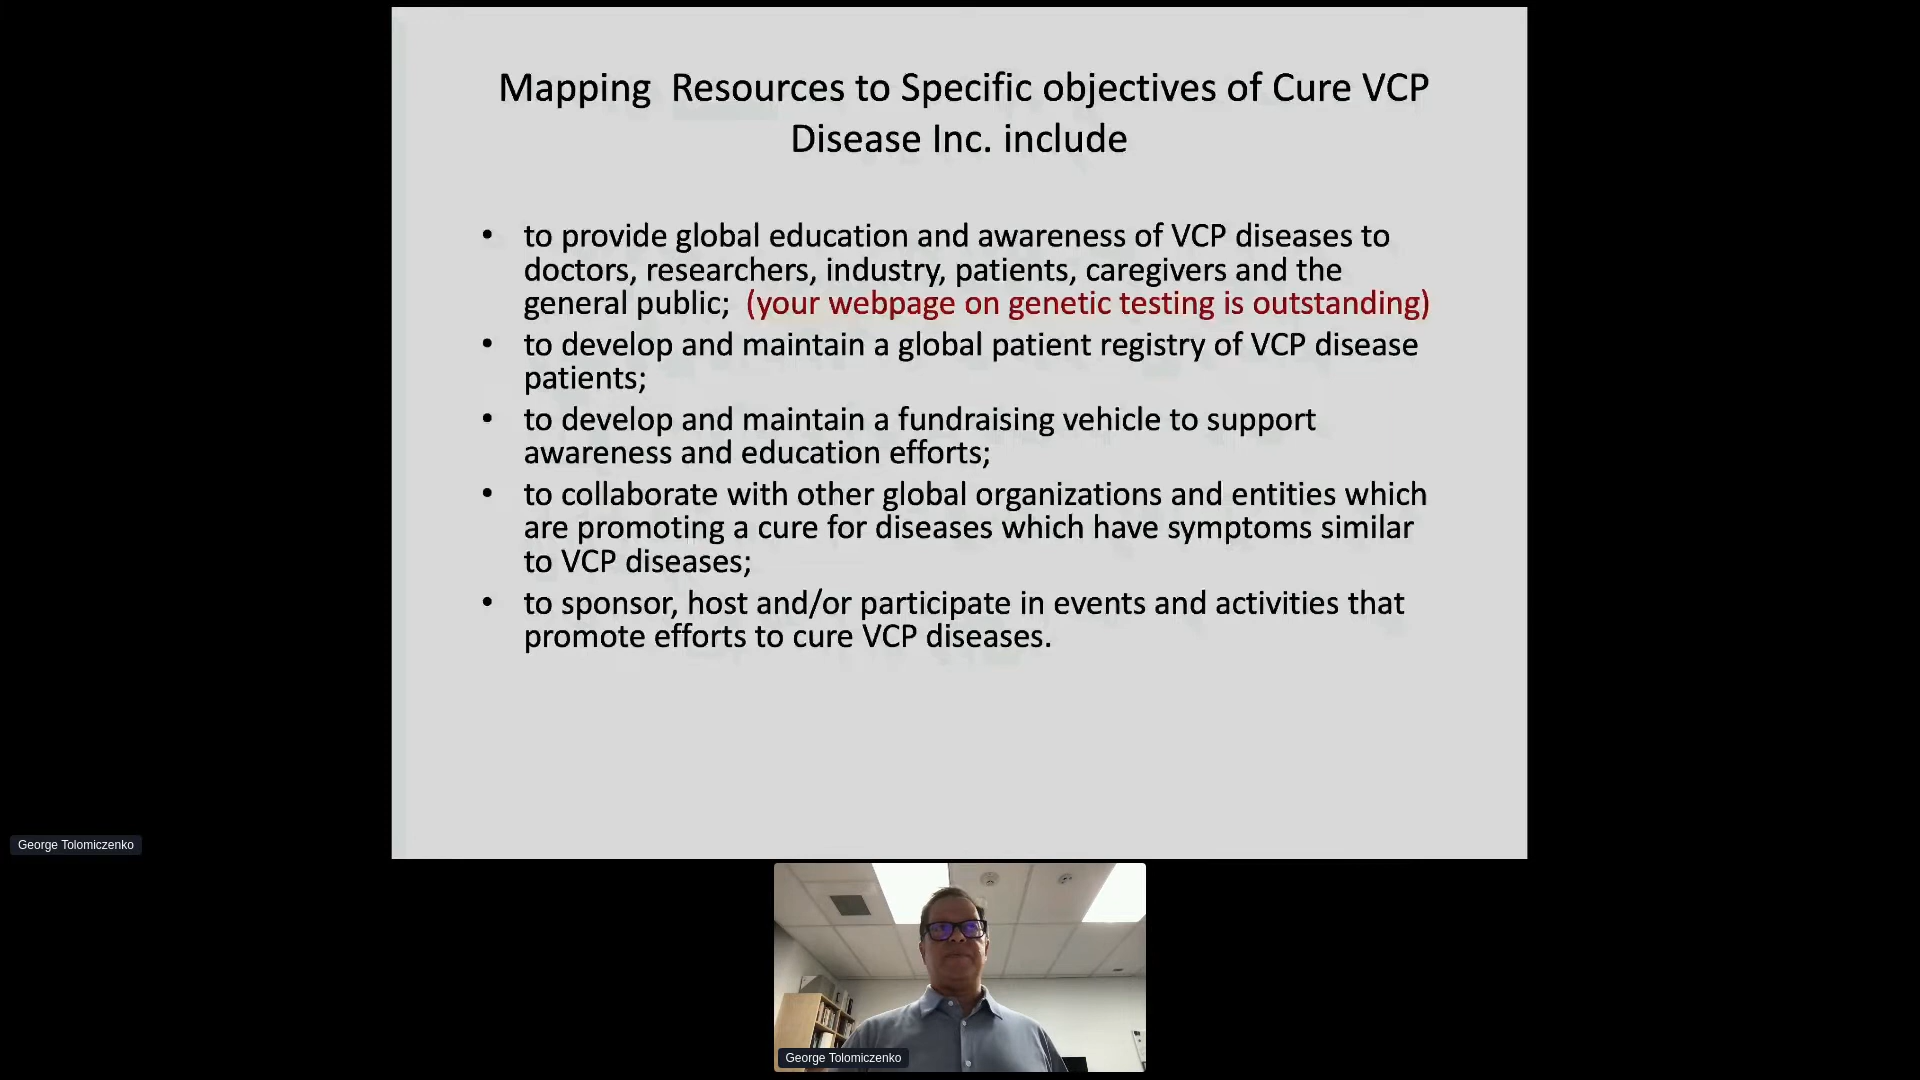 Mapping  Resources to Specific objectives of Cure VCP
Disease Inc. include
• to provide global education and awareness of VCP diseases to
doctors, researchers, industry, patients, caregivers and the
general public;  (your webpage on genetic testing is outstanding)
• to develop and maintain a global patient registry of VCP disease
patients;
• to develop and maintain a fundraising vehicle to support
awareness and education efforts;
• to collaborate with other global organizations and entities which
are promoting a cure for diseases which have symptoms similar
to VCP diseases;
• to sponsor, host and/or participate in events and activities that
promote efforts to cure VCP diseases.
George Tolomiczenko
George Tolomiczenko